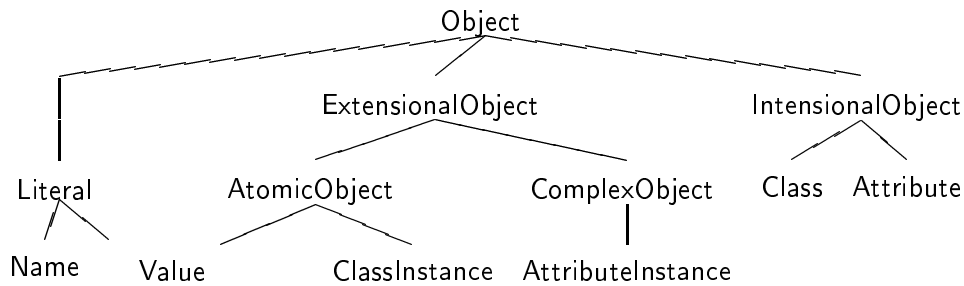 Object
ExtensionalObject IntensionalObject
Literal AtomicObject ComplexObject Class Attribute
Name Value ClassInstance AttributeInstance